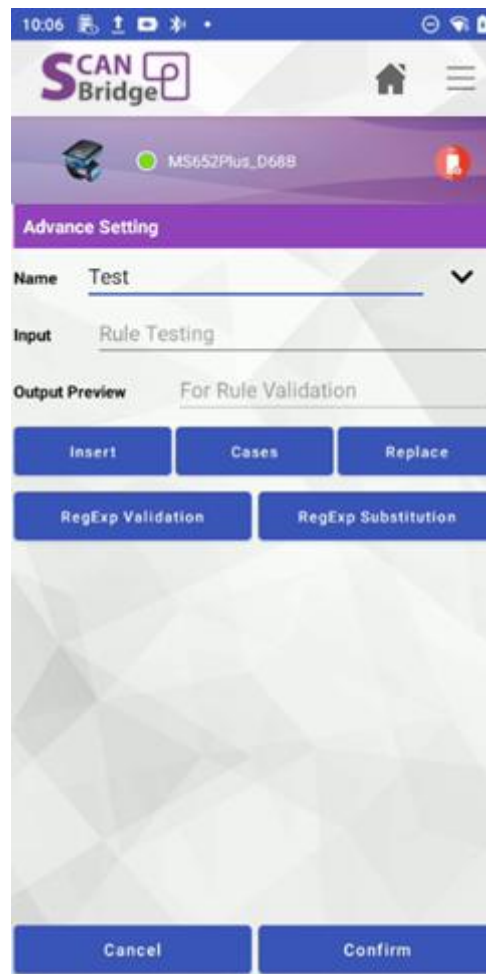 10:06
SCAN
Bridge
MS652Plus_D68B
Advance Setting
Name Test
Input Rule Testing
Output Preview For Rule Validation
Insert Cases Replace
RegExp Validation RegExp Substitution
Cancel Confirm